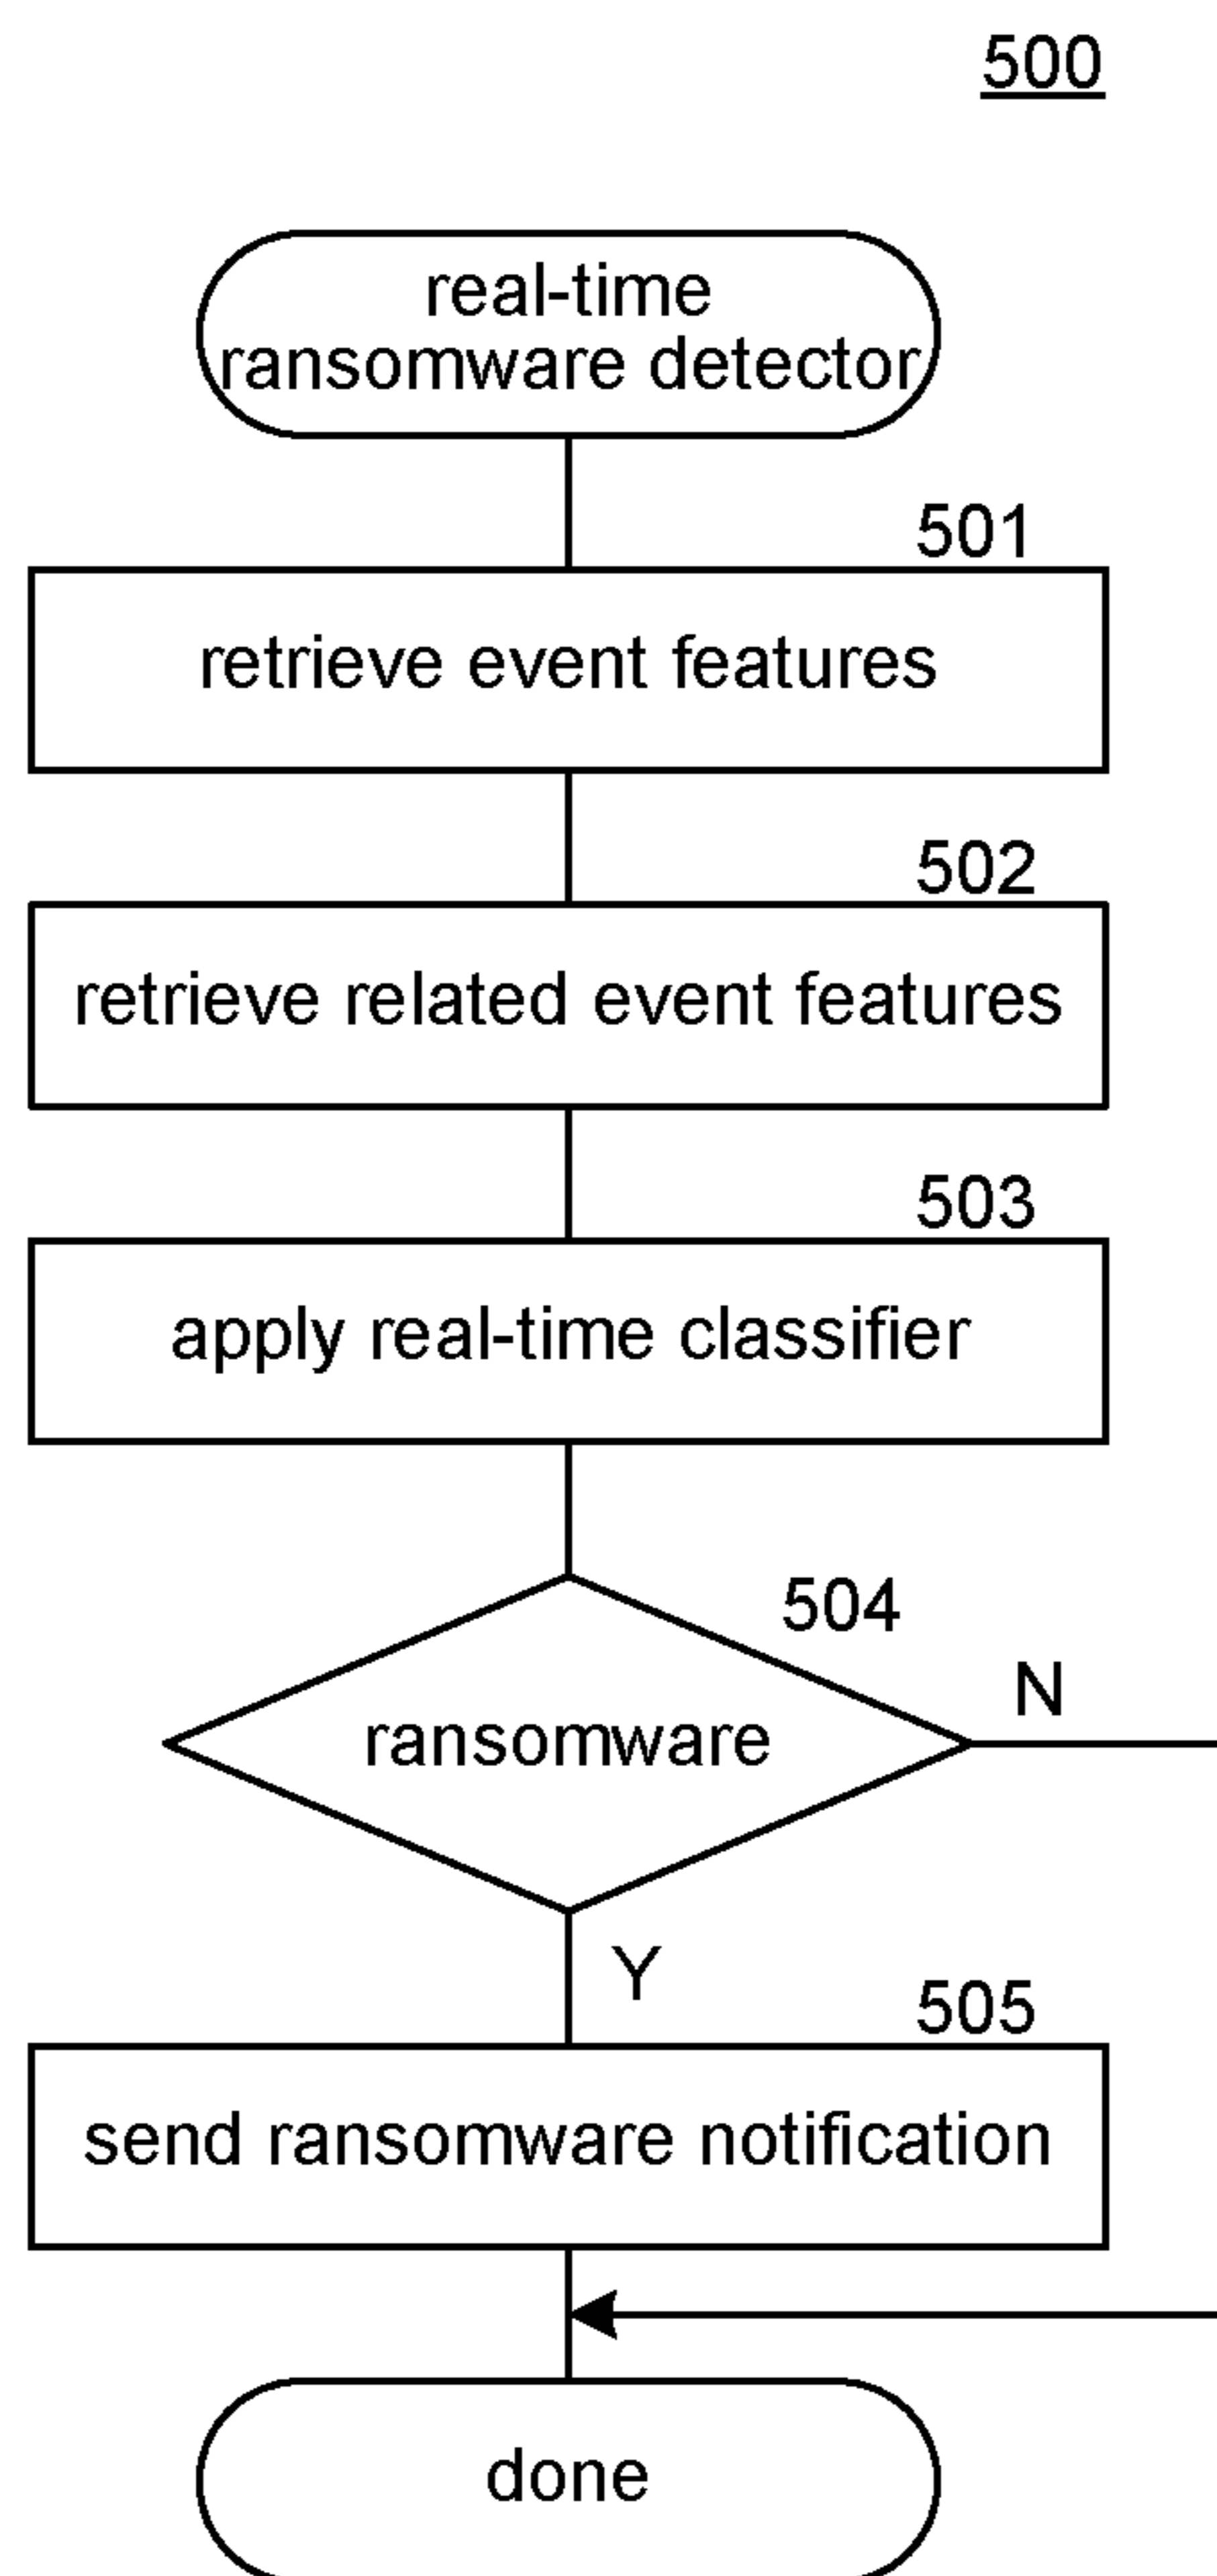 500
real-time
ransomware detector
501
retrieve event features
502
retrieve related event features
503
apply real-time classifier
504
N
ransomware
Y
505
send ransomware notification
done